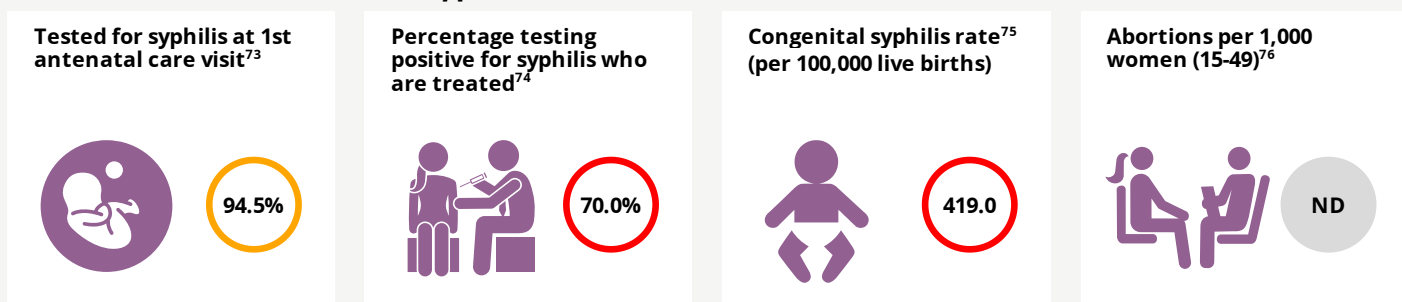 Tested for syphilis at 1st
antenatal care visit73
94.5%
Percentage testing
positive for syphilis who
are treated74
70.0%
Congenital syphilis rate75
(per 100,000 live births)
419.0
Abortions per 1,000
women (15-49)76
ND